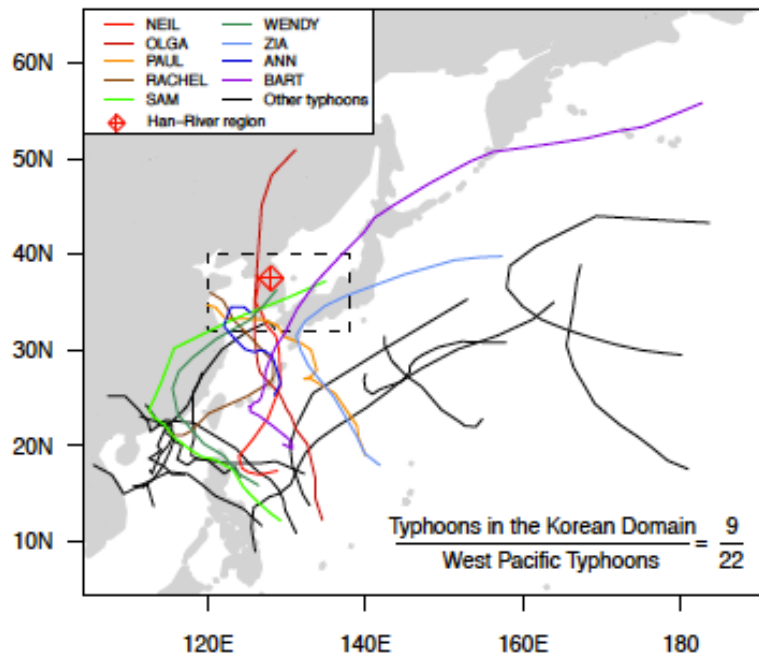 NEIL
OLGA
PAUL
RACHEL
SAM
WENDY
ZIA
ANN
BART
Other typhoons
Han-River region
60N
50N
40N
30N
20N
10N
Typhoons in the Korean Domain
West Pacific Typhoons
=
9
22
120E
140E
160E
180